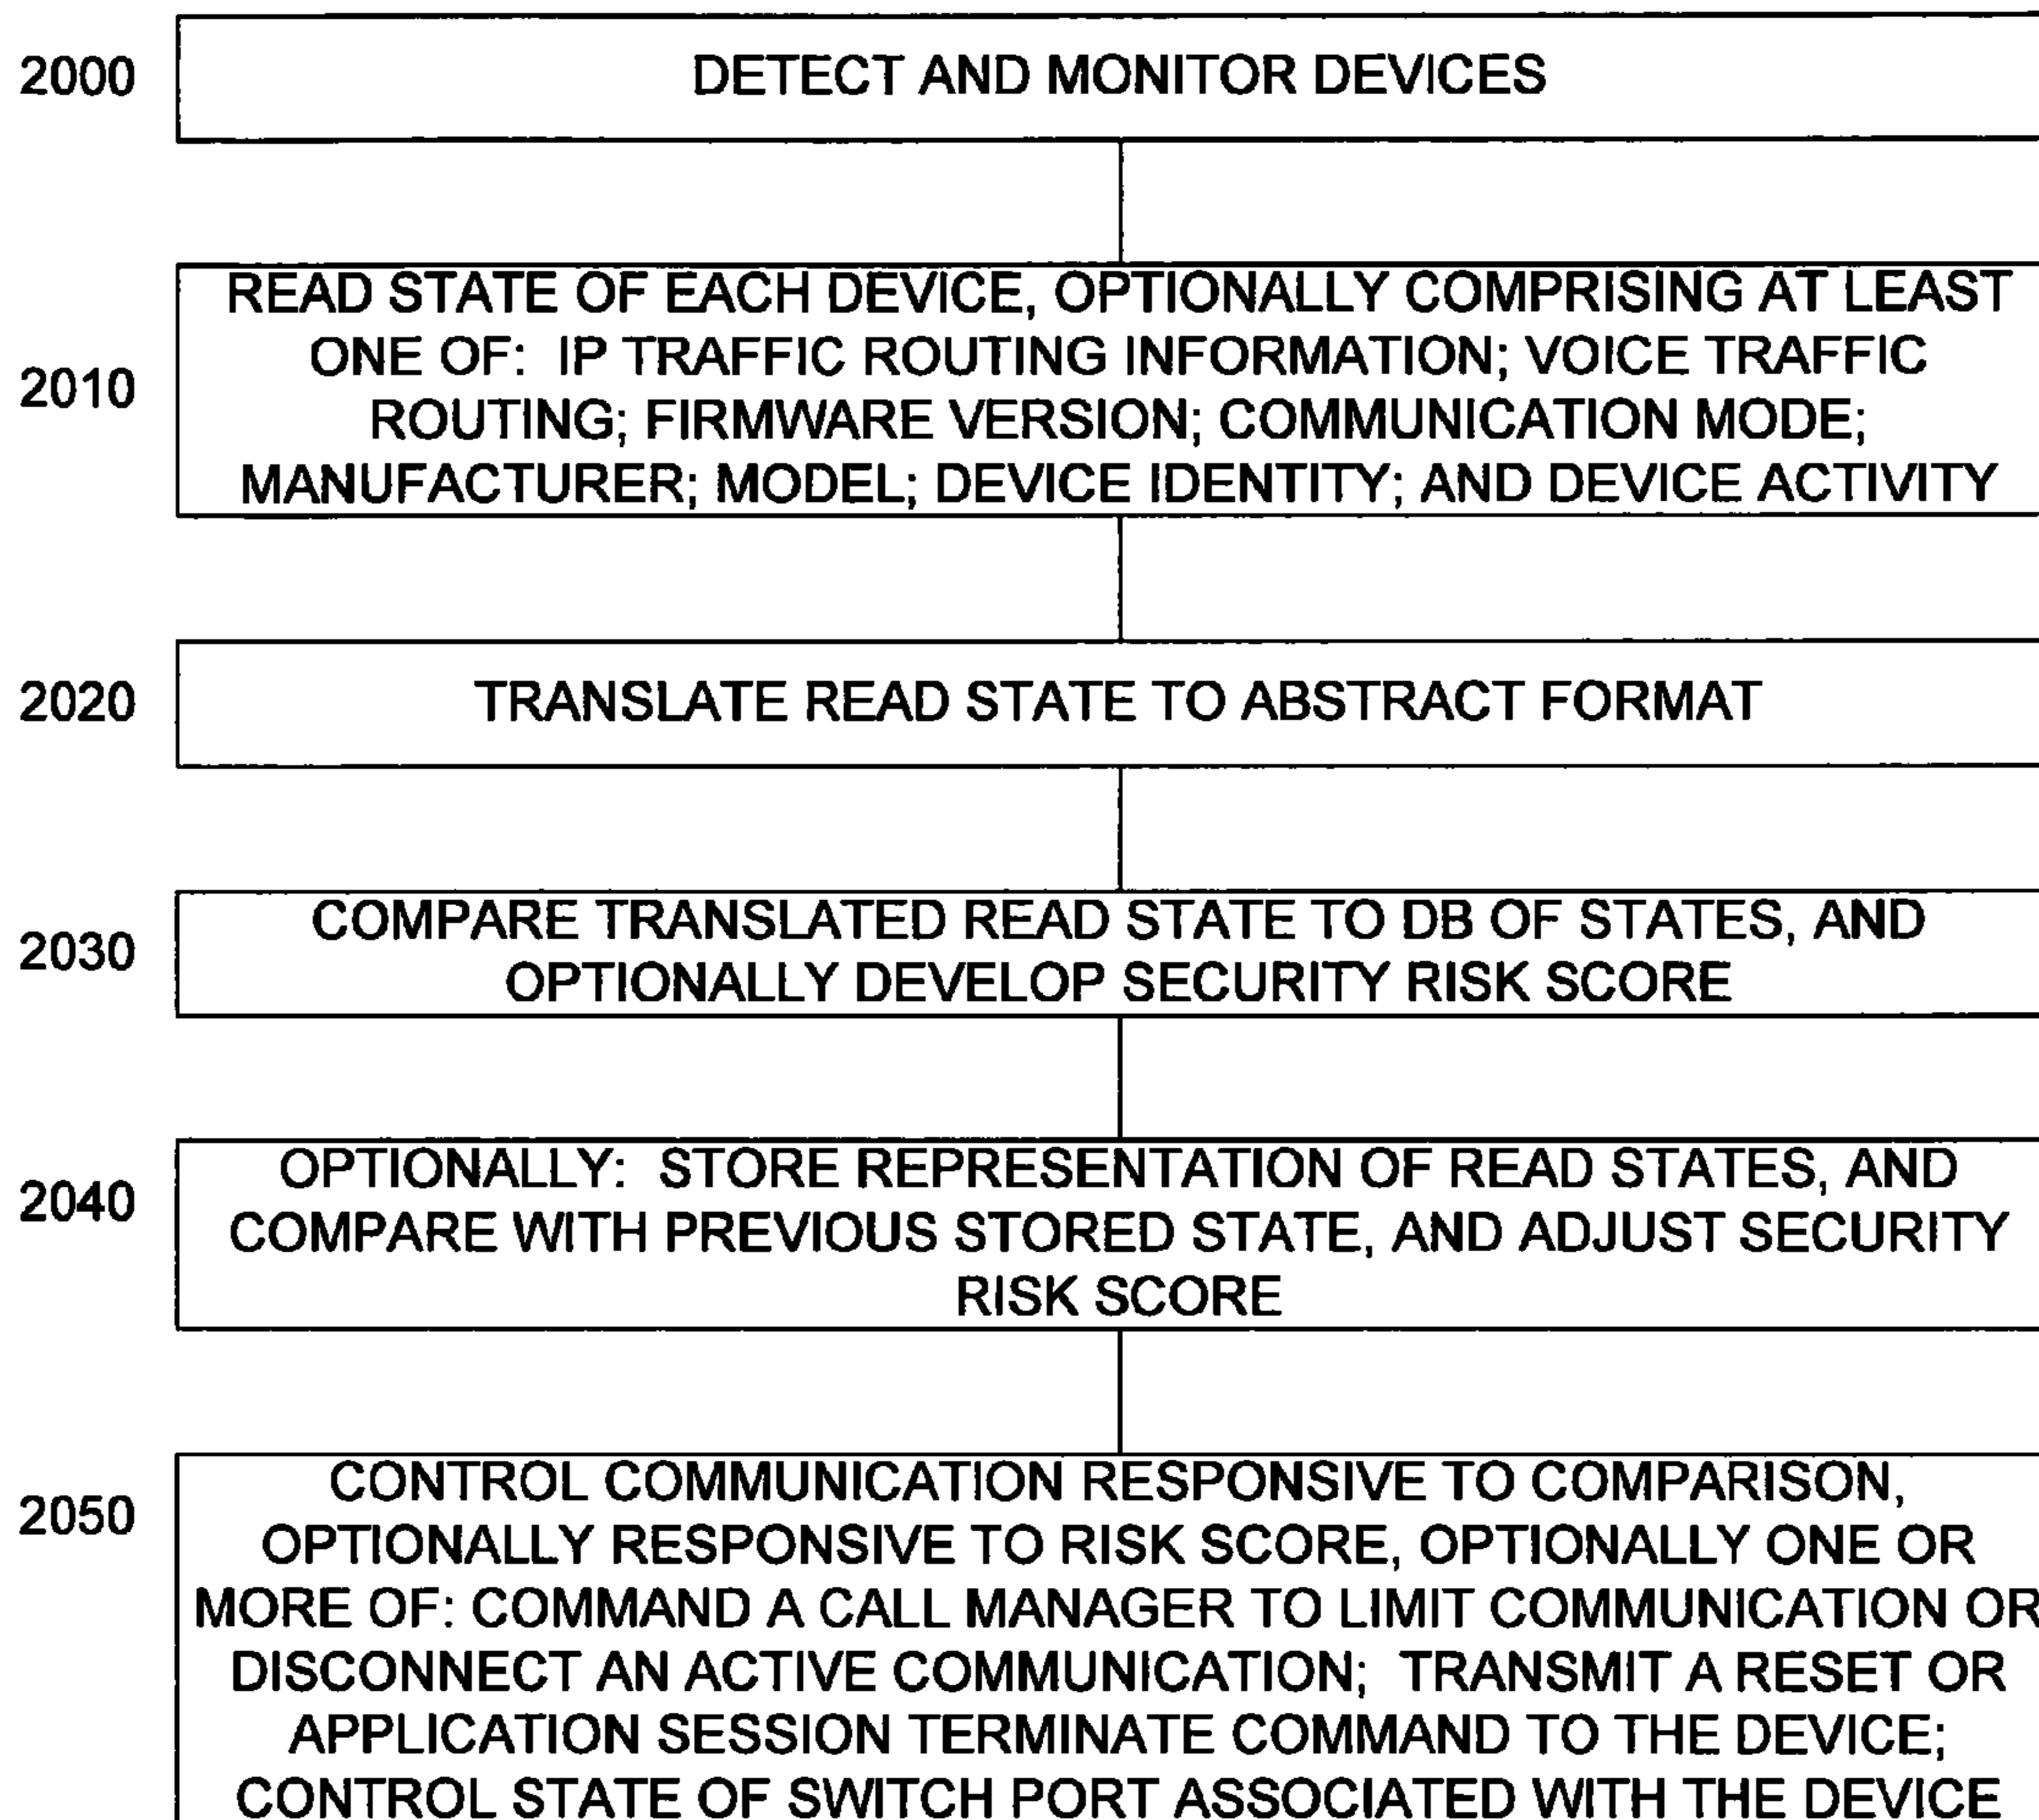 2000
DETECT AND MONITOR DEVICES
2010
READ STATE OF EACH DEVICE, OPTIONALLY COMPRISING AT LEAST
ONE OF: IP TRAFFIC ROUTING INFORMATION; VOICE TRAFFIC
ROUTING; FIRMWARE VERSION; COMMUNICATION MODE;
MANUFACTURER; MODEL; DEVICE IDENTITY; AND DEVICE ACTIVITY
2020
TRANSLATE READ STATE TO ABSTRACT FORMAT
2030
COMPARE TRANSLATED READ STATE TO DB OF STATES, AND
OPTIONALLY DEVELOP SECURITY RISK SCORE
2040
OPTIONALLY: STORE REPRESENTATION OF READ STATES, AND
COMPARE WITH PREVIOUS STORED STATE, AND ADJUST SECURITY
RISK SCORE
2050
CONTROL COMMUNICATION RESPONSIVE TO COMPARISON,
OPTIONALLY RESPONSIVE TO RISK SCORE, OPTIONALLY ONE OR
MORE OF: COMMAND A CALL MANAGER TO LIMIT COMMUNICATION OR
DISCONNECT AN ACTIVE COMMUNICATION; TRANSMIT A RESET OR
APPLICATION SESSION TERMINATE COMMAND TO THE DEVICE;
CONTROL STATE OF SWITCH PORT ASSOCIATED WITH THE DEVICE